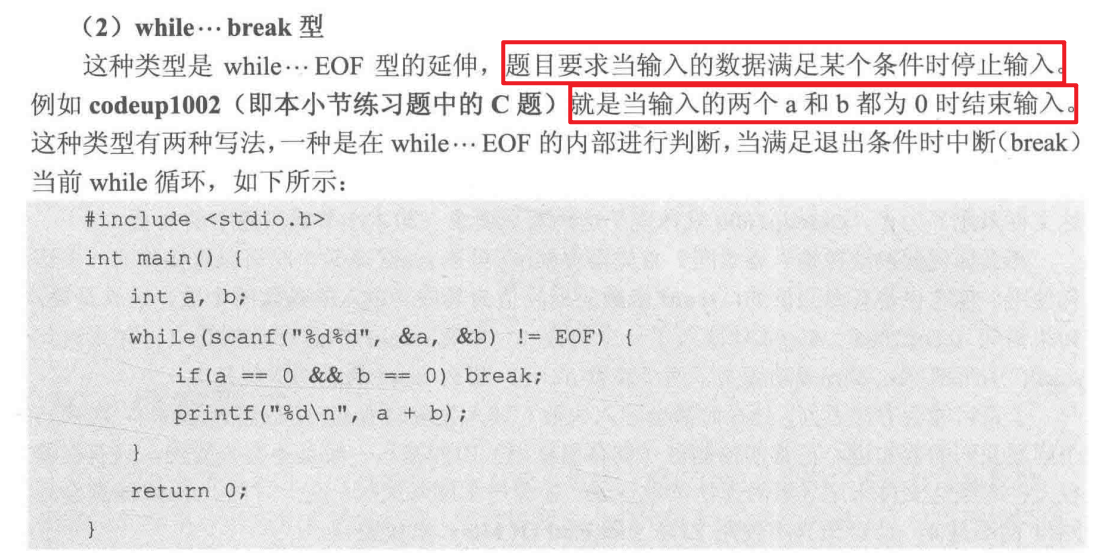 （2）while…break 型
这种类型是 while…EOF 型的延伸，题目要求当输入的数据满足某个条件时停止输入。
例如 codeup1002（即本小节练习题中的 C 题）就是当输入的两个 a 和 b 都为 0 时结束输入。
这种类型有两种写法，一种是在 while…EOF 的内部进行判断，当满足退出条件时中断(break)
当前 while 循环，如下所示：
#include <stdio.h>
int main() {
int a, b;
while(scanf("%d%d", &a, &b) != EOF) {
if(a == 0 && b == 0) break;
printf("%d\n", a + b);
}
return 0;
}